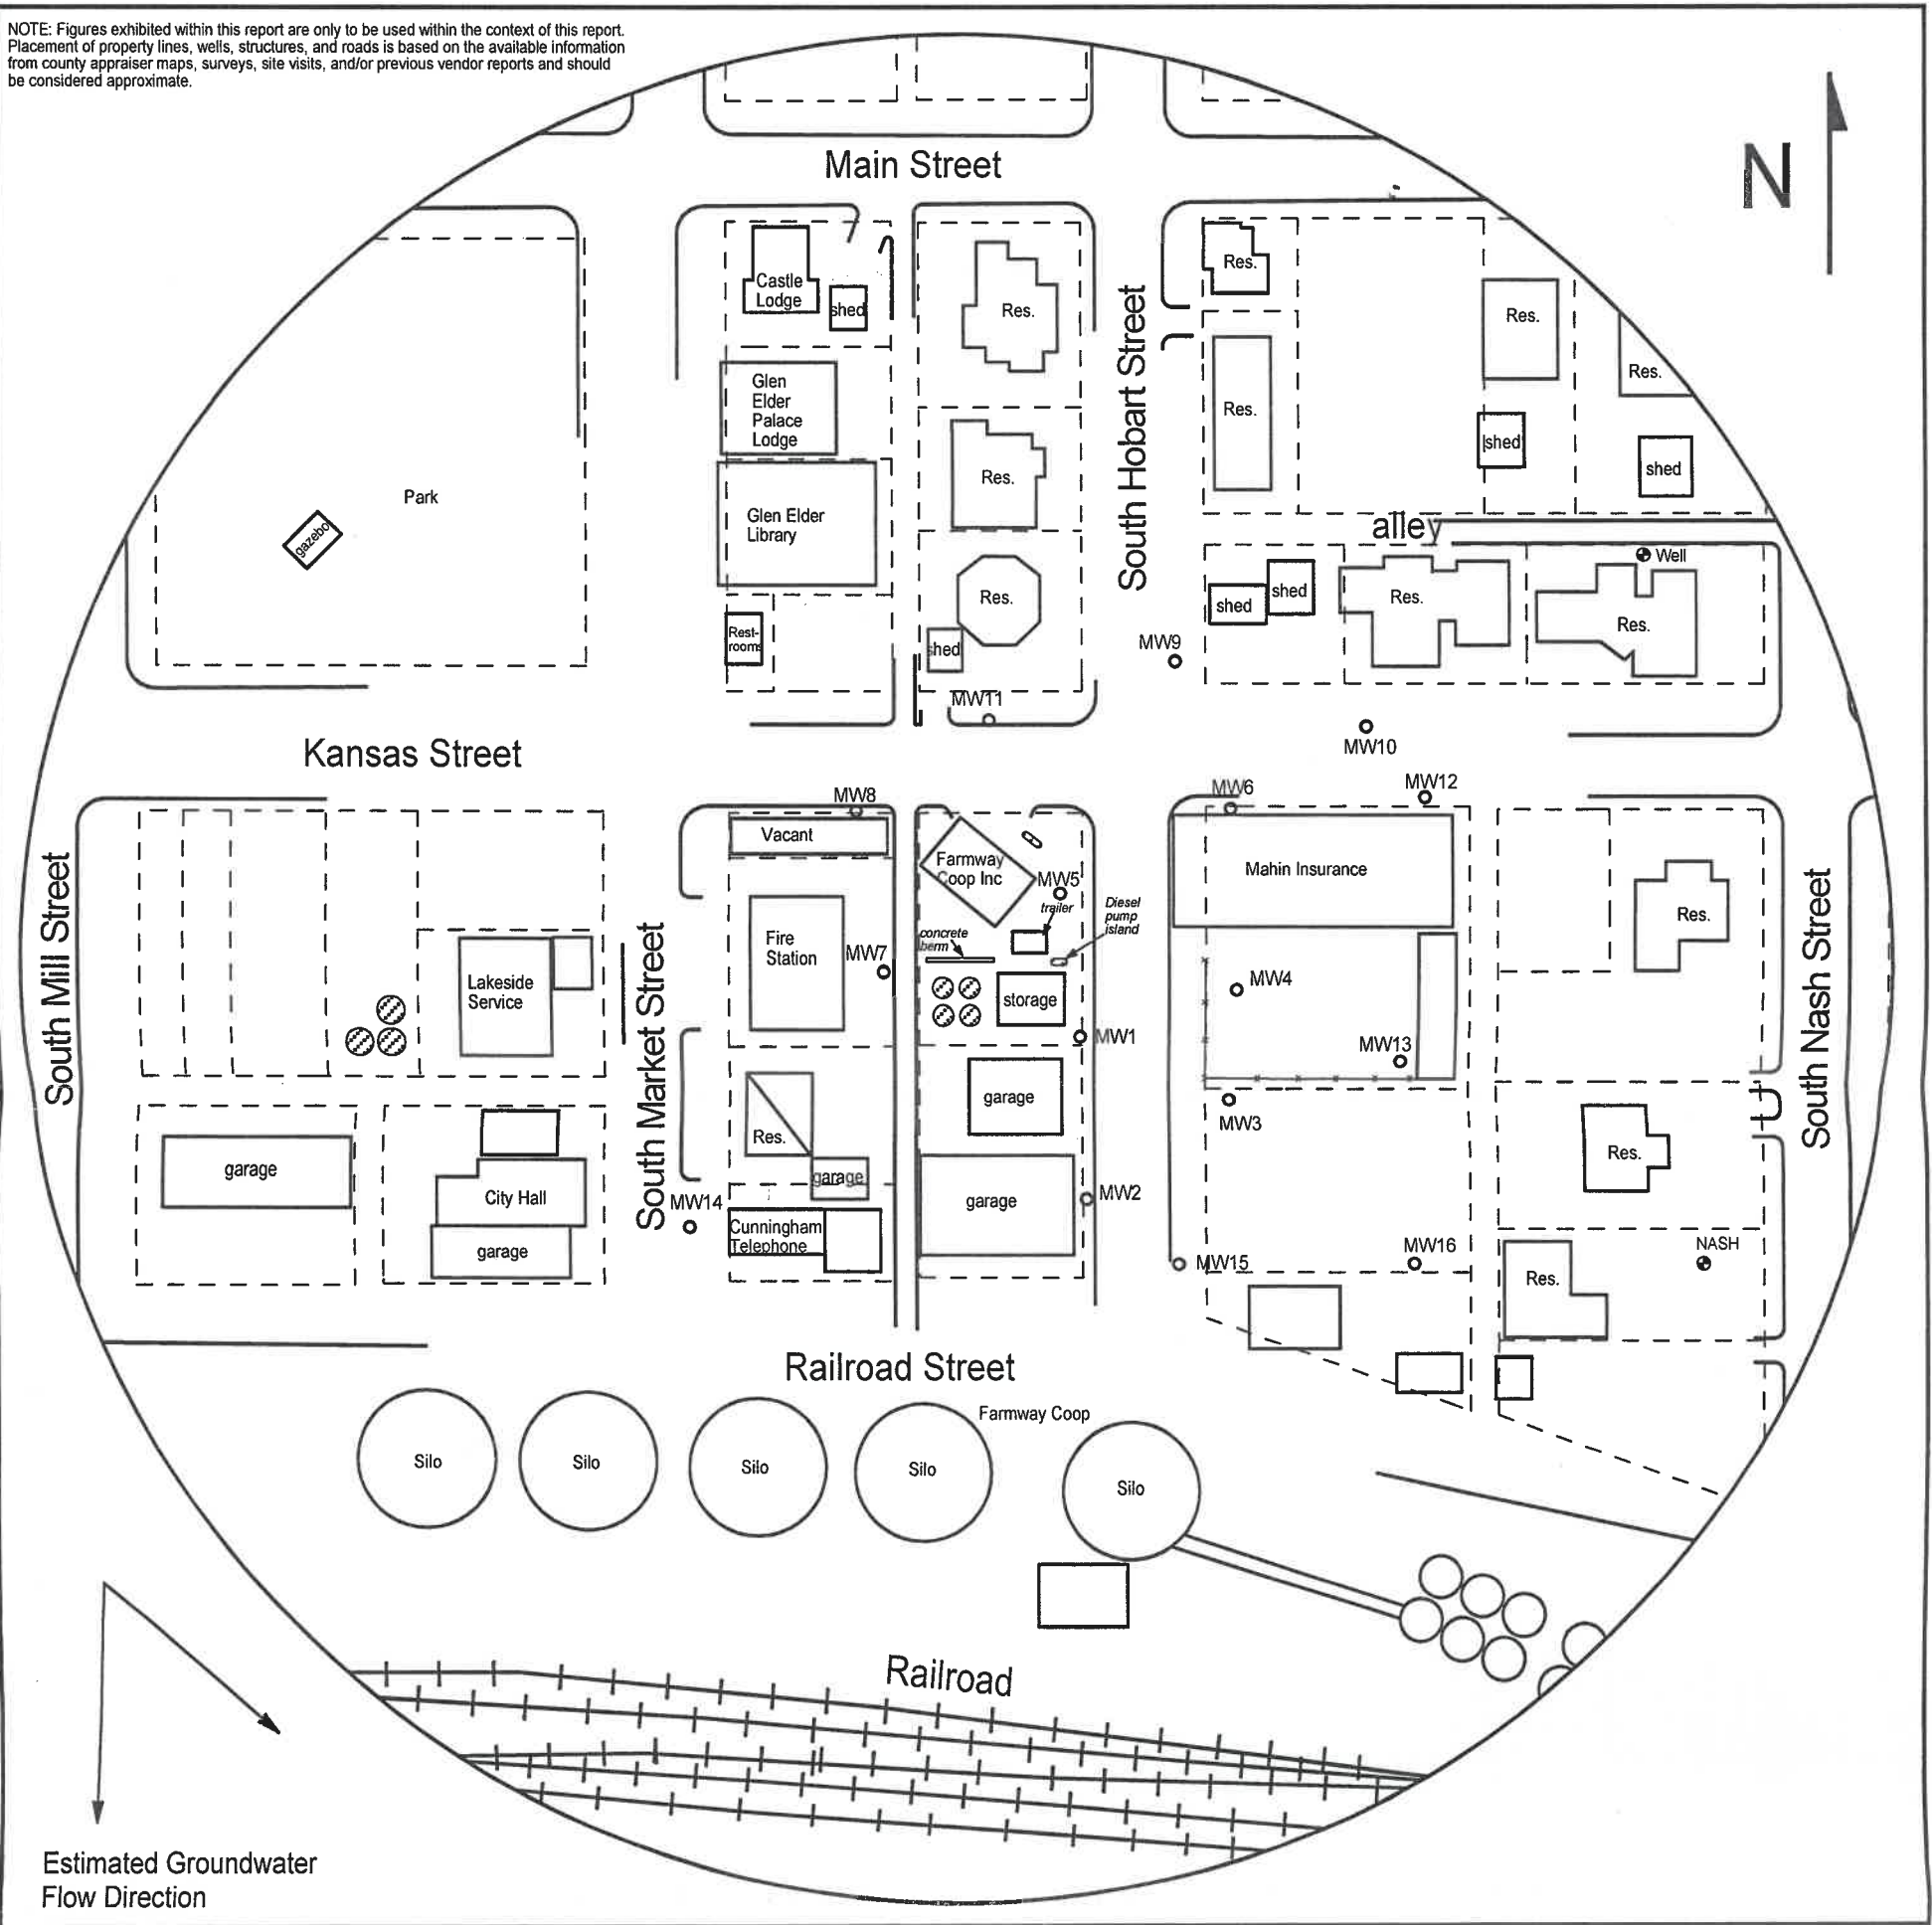 NOTE: Figures exhibited within this report are only to be used within the context of this report.
Placement of property lines, wells, structures, and roads is based on the available information
from county appraiser maps, surveys, site visits, and/or previous vendor reports and should
be considered approximate.
Main Street
N
Castle
Lodge
shed
Res.
Res.
Res.
Res.
Glen
Elder
Palace
Lodge
Res.
South Hobart Street
Res.
shed
shed
Park
gazebo
Glen Elder
Library
alley
Well
Rest-
rooms
Res.
shed
shed
shed
Res.
Res.
MW9
MW11
MW10
Kansas Street
MW8
MW6
MW12
Vacant
Farmway
Coop Inc
MW5
trailer
Diesel
pump
island
concrete
berm
Mahin Insurance
Res.
South Mill Street
Lakeside
Service
South Market Street
Fire
Station
MW7
storage
MW1
MW4
MW13
South Nash Street
garage
City Hall
garage
Res.
garage
garage
garage
MW2
MW3
Res.
MW14
Cunningham
Telephone
MW15
MW16
NASH
Res.
Railroad Street
Farmway Coop
Silo
Silo
Silo
Silo
Silo
Railroad
Estimated Groundwater
Flow Direction